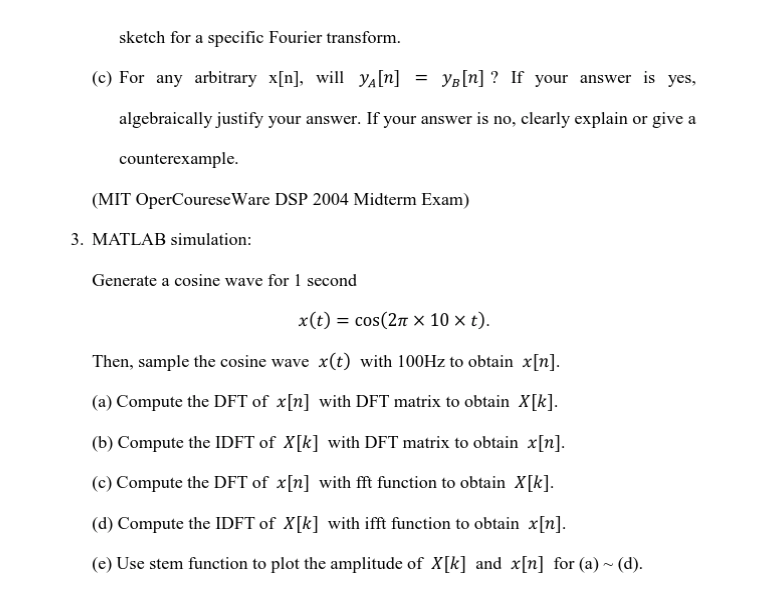 sketch for a specific Fourier transform.
(c) For any arbitrary x[n], will y_A[n] = y_B[n] ? If your answer is yes,
algebraically justify your answer. If your answer is no, clearly explain or give a
counterexample.
(MIT OperCoureseWare DSP 2004 Midterm Exam)
3. MATLAB simulation:
Generate a cosine wave for 1 second
x(t) = cos(2π × 10 × t).
Then, sample the cosine wave x(t) with 100Hz to obtain x[n].
(a) Compute the DFT of x[n] with DFT matrix to obtain X[k].
(b) Compute the IDFT of X[k] with DFT matrix to obtain x[n].
(c) Compute the DFT of x[n] with fft function to obtain X[k].
(d) Compute the IDFT of X[k] with ifft function to obtain x[n].
(e) Use stem function to plot the amplitude of X[k] and x[n] for (a) ~ (d).